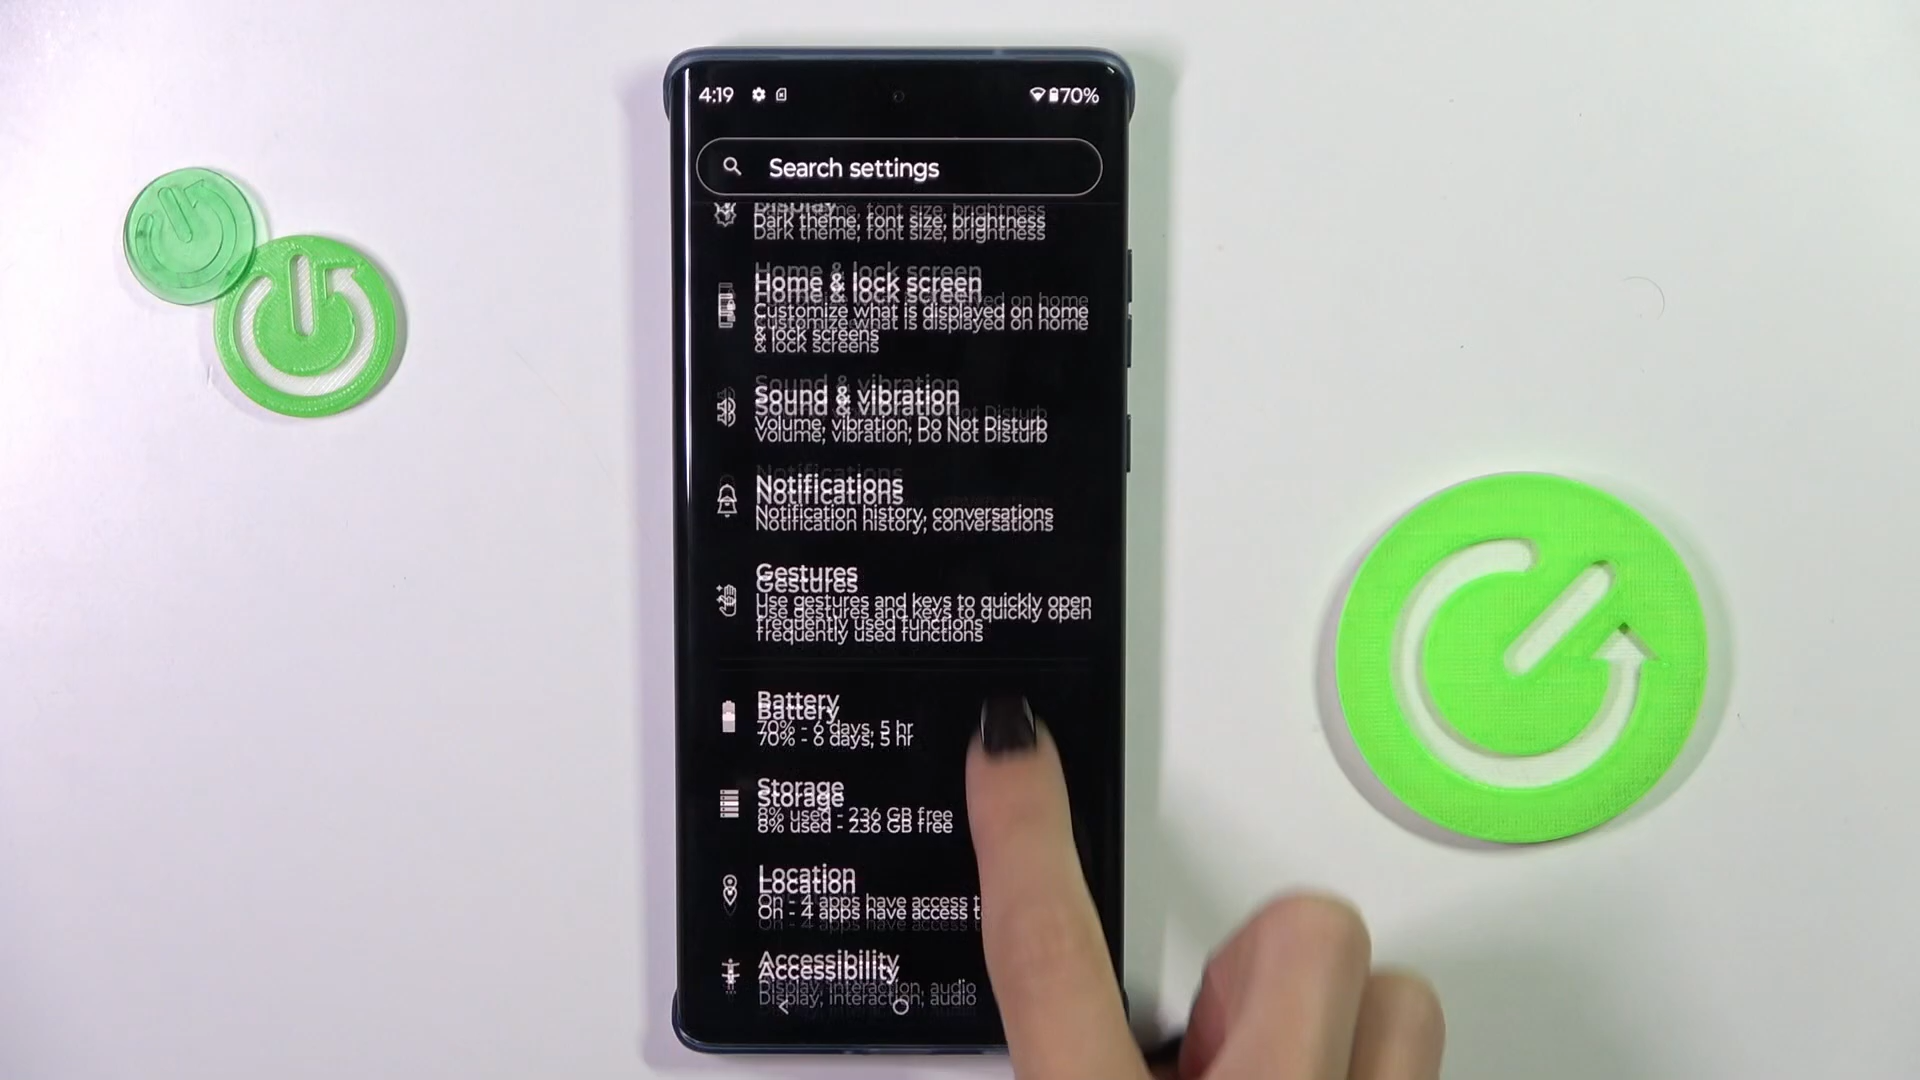 4:19
70%
Search settings
Display
Dark theme, font size, brightness
Home & lock screen
Customize what is displayed on home
& lock screens
Sound & vibration
Volume, vibration, Do Not Disturb
Notifications
Notification history, conversations
Gestures
Use gestures and keys to quickly open
frequently used functions
Battery
70% - 6 days, 5 hr
Storage
8% used - 236 GB free
Location
On - 4 apps have access
Accessibility
Display, interaction, audio